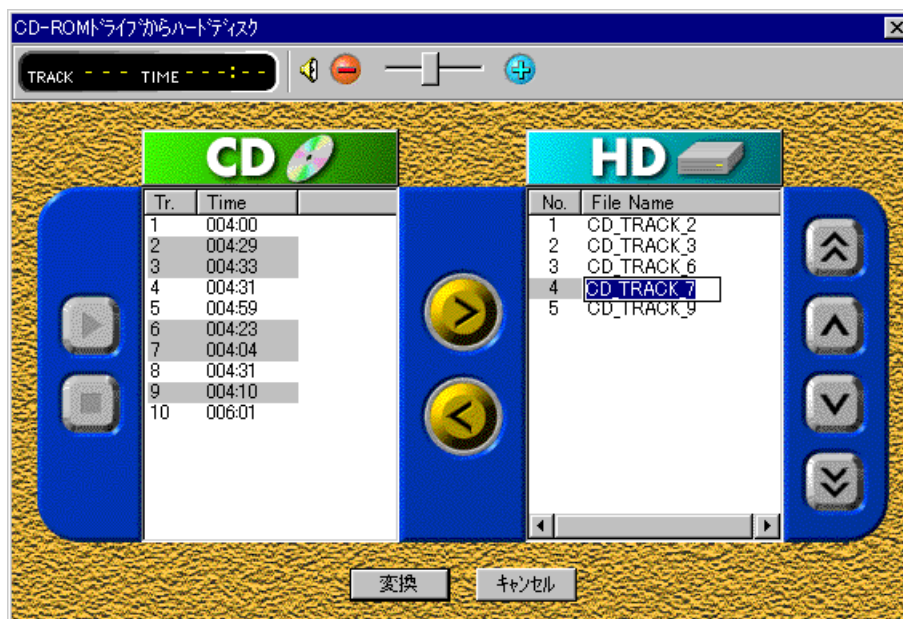 CD-ROMドライブからハードディスク
TRACK - - - TIME - - - : - -
CD
HD
Tr. Time
1 004:00
2 004:29
3 004:33
4 004:31
5 004:59
6 004:23
7 004:04
8 004:31
9 004:10
10 006:01
No. File Name
1 CD_TRACK_2
2 CD_TRACK_3
3 CD_TRACK_6
4 CD_TRACK_7
5 CD_TRACK_9
変換
キャンセル